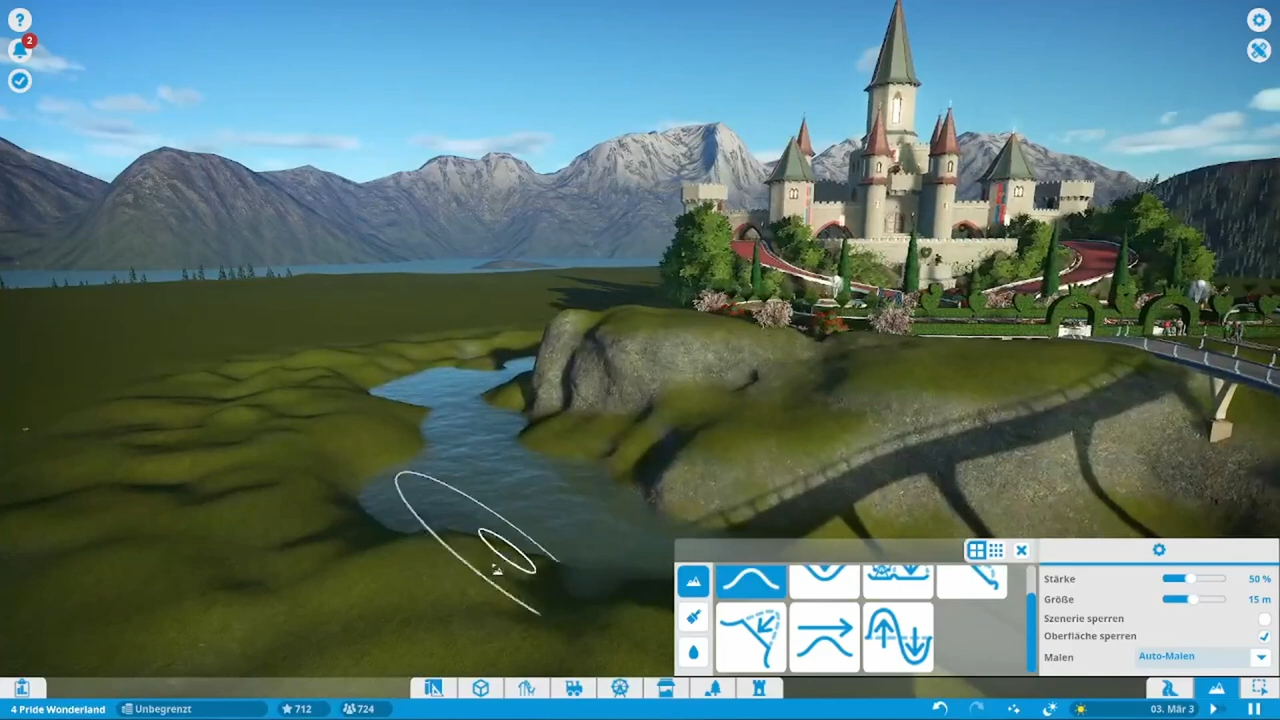 ?
2
Stärke
50 %
Größe
15 m
Szenerie sperren
Oberfläche sperren
Malen
Auto-Malen
4 Pride Wonderland
Unbegrenzt
712
724
03. Mär 3